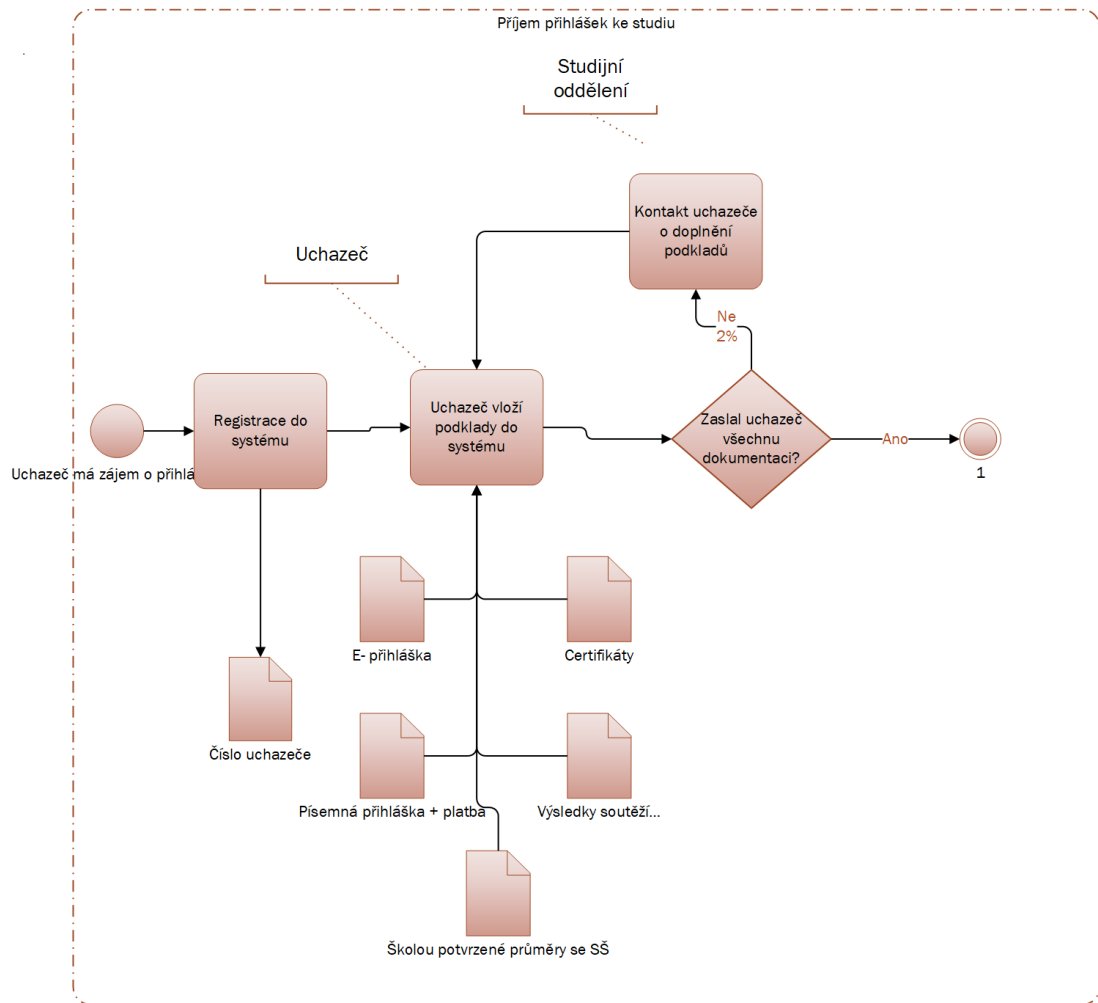 Příjem přihlášek ke studiu
Studijní
oddělení
Kontakt uchazeče
o doplnění
podkladů
Uchazeč
Ne
2%
Registrace do
systému
Uchazeč vloží
podklady do
systému
Zaslal uchazeč
všechnu
dokumentaci?
Ano
Uchazeč má zájem o přihlá
1
E- přihláška
Certifikáty
Číslo uchazeče
Písemná přihláška + platba
Výsledky soutěží...
Školou potvrzené průměry se SŠ